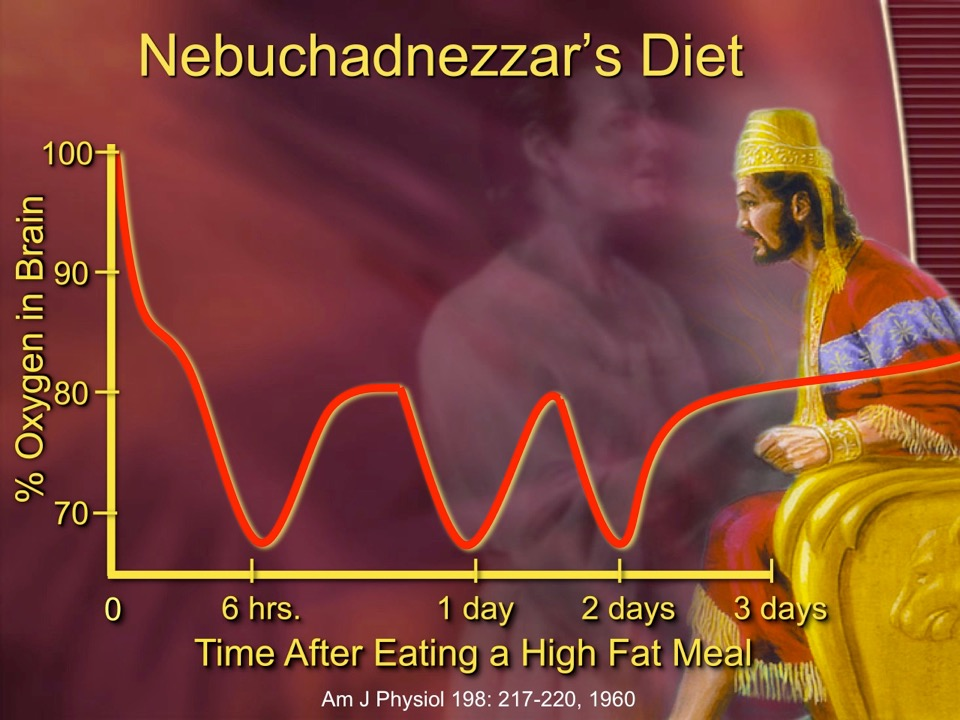 Nebuchadnezzar’s Diet
% Oxygen in Brain
100
90
80
70
0
6 hrs.
1 day
2 days
3 days
Time After Eating a High Fat Meal
Am J Physiol 198: 217-220, 1960